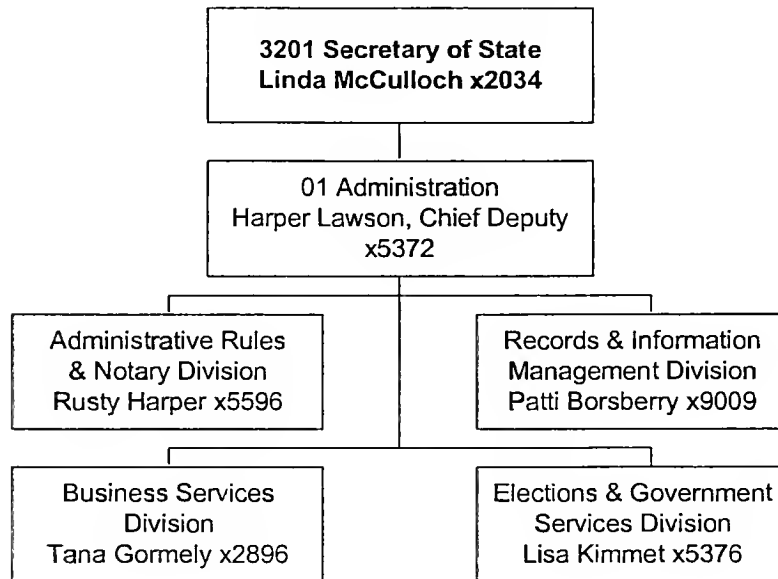 3201 Secretary of State
Linda McCulloch x2034
01 Administration
Harper Lawson, Chief Deputy
x5372
Administrative Rules
& Notary Division
Rusty Harper x5596
Records & Information
Management Division
Patti Borsberry x9009
Business Services
Division
Tana Gormely x2896
Elections & Government
Services Division
Lisa Kimmet x5376